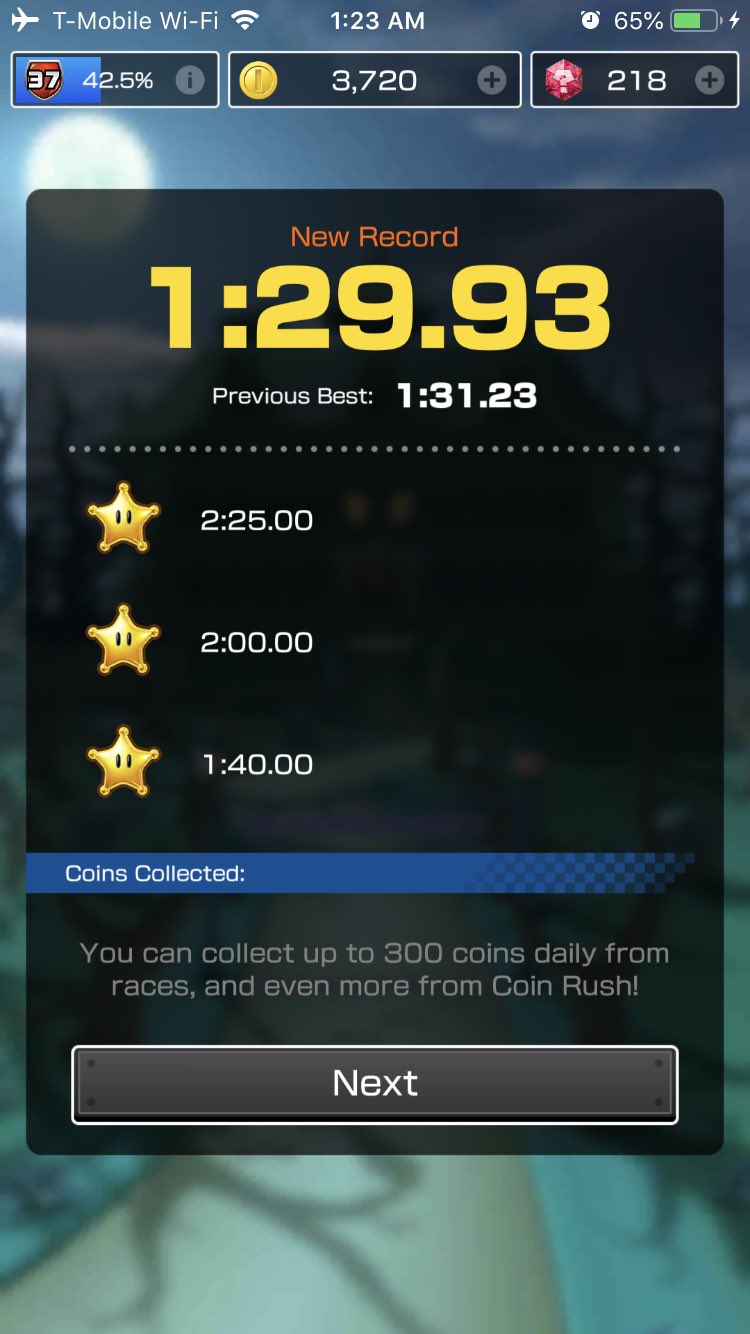 T-Mobile Wi-Fi 1:23 AM 65%
37 42.5% i 3,720 + ? 218 +
New Record
1:29.93
Previous Best: 1:31.23
2:25.00
2:00.00
1:40.00
Coins Collected:
You can collect up to 300 coins daily from
races, and even more from Coin Rush!
Next